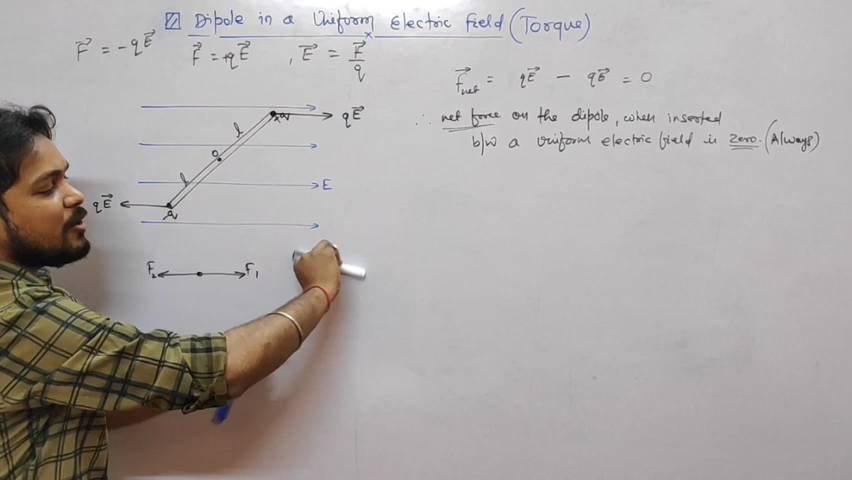 Dipole in a Uniform Electric field (Torque)
F = -qE
F = +qE , E = F/q
F net = qE - qE = 0
∴ net force on the dipole, when inserted
b/w a uniform electric field is zero. (Always)
qE
l
O
l
E
qE
F2 F1